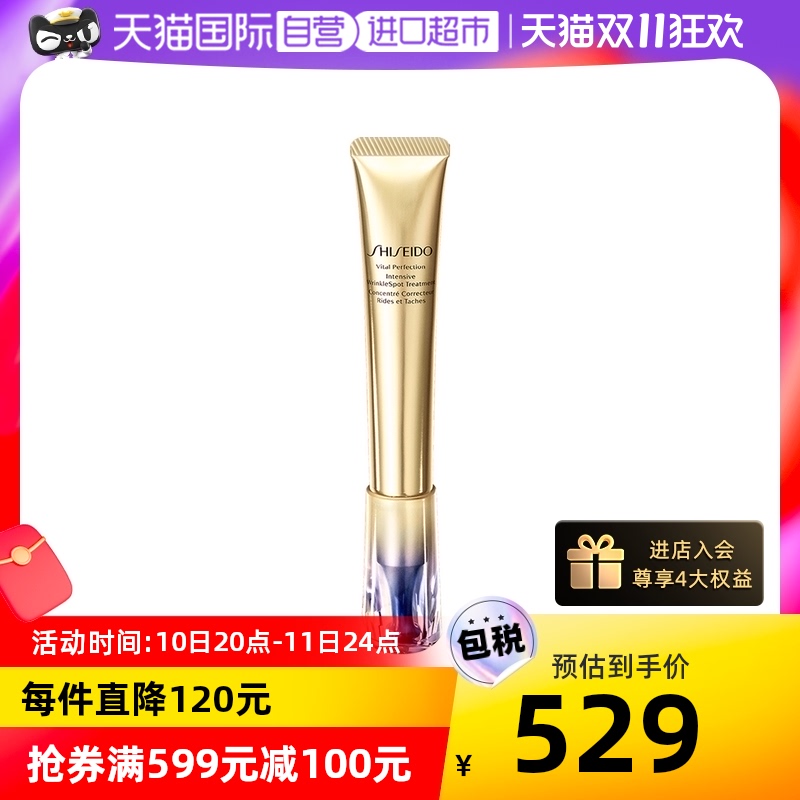 天猫国际 自营 进口超市 天猫双11狂欢
SHISEIDO
Vital Perfection
Intensive
WrinkleSpot Treatment
Concentré Correcteur
Rides et Taches
进店入会
尊享4大权益
活动时间:10日20点-11日24点
包税
预估到手价
每件直降120元
¥ 529
抢券满599元减100元